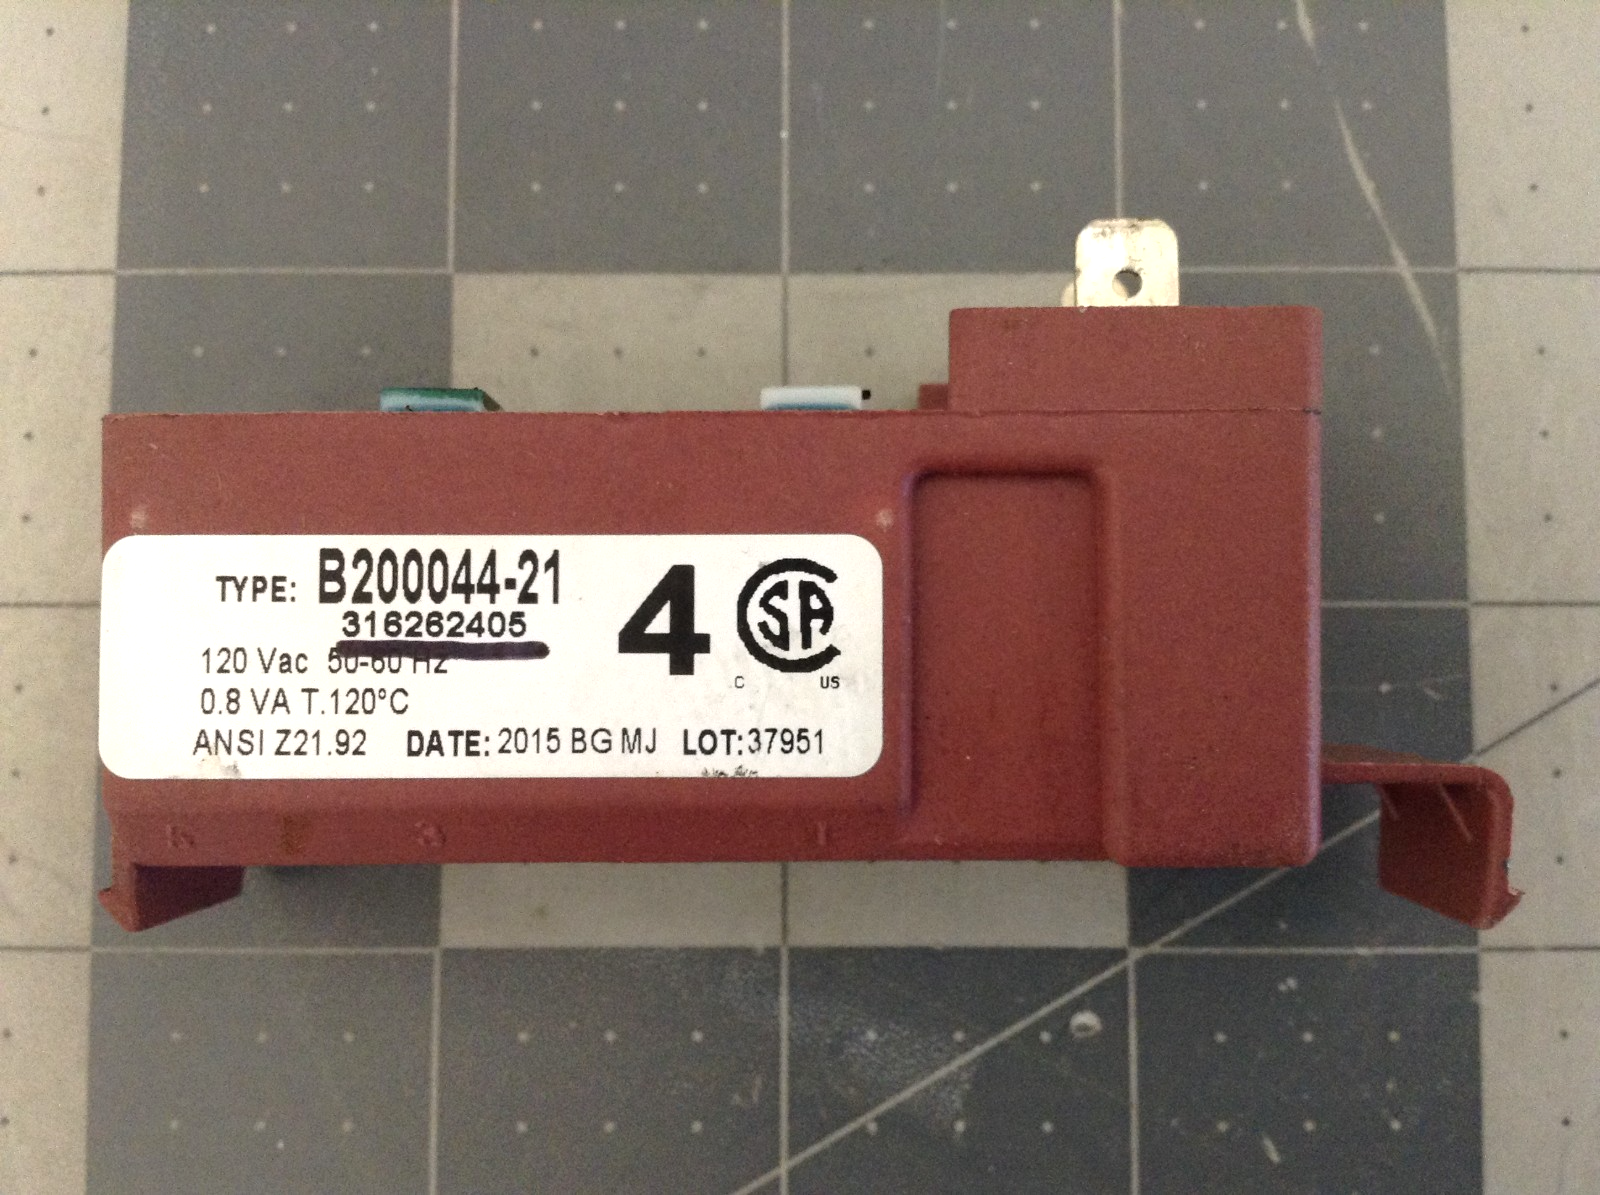 TYPE: B200044-21
316262405
120 Vac 50-60 Hz
0.8 VA T.120°C
ANSI Z21.92 DATE: 2015 BG MJ LOT:37951
4
CSA
C US